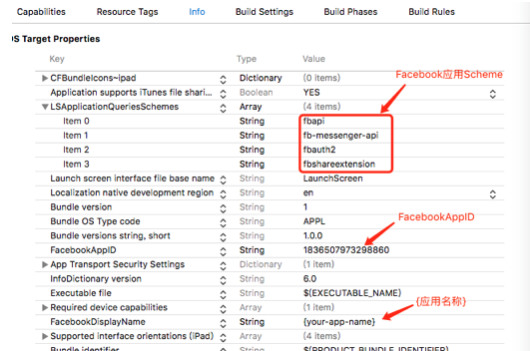 Capabilities Resource Tags Info Build Settings Build Phases Build Rules
OS Target Properties
Key Type Value
CFBundleIcons~ipad Dictionary (0 items)
Facebook应用Scheme
Application supports iTunes file shari... Boolean YES
LSApplicationQueriesSchemes Array (4 items)
Item 0 String fbapi
Item 1 String fb-messenger-api
Item 2 String fbauth2
Item 3 String fbshareextension
Launch screen interface file base name String LaunchScreen
Localization native development region String en
Bundle version String 1
Bundle OS Type code String APPL
FacebookAppID
Bundle versions string, short String 1.0.0
FacebookAppID String 1836507973298860
App Transport Security Settings Dictionary (1 item)
InfoDictionary version String 6.0
Executable file String $(EXECUTABLE_NAME)
{应用名称}
Required device capabilities Array (1 item)
FacebookDisplayName String {your-app-name}
Supported interface orientations (iPad) Array (4 items)
Bundle identifier String $(PRODUCT_BUNDLE_IDENTIFIER)